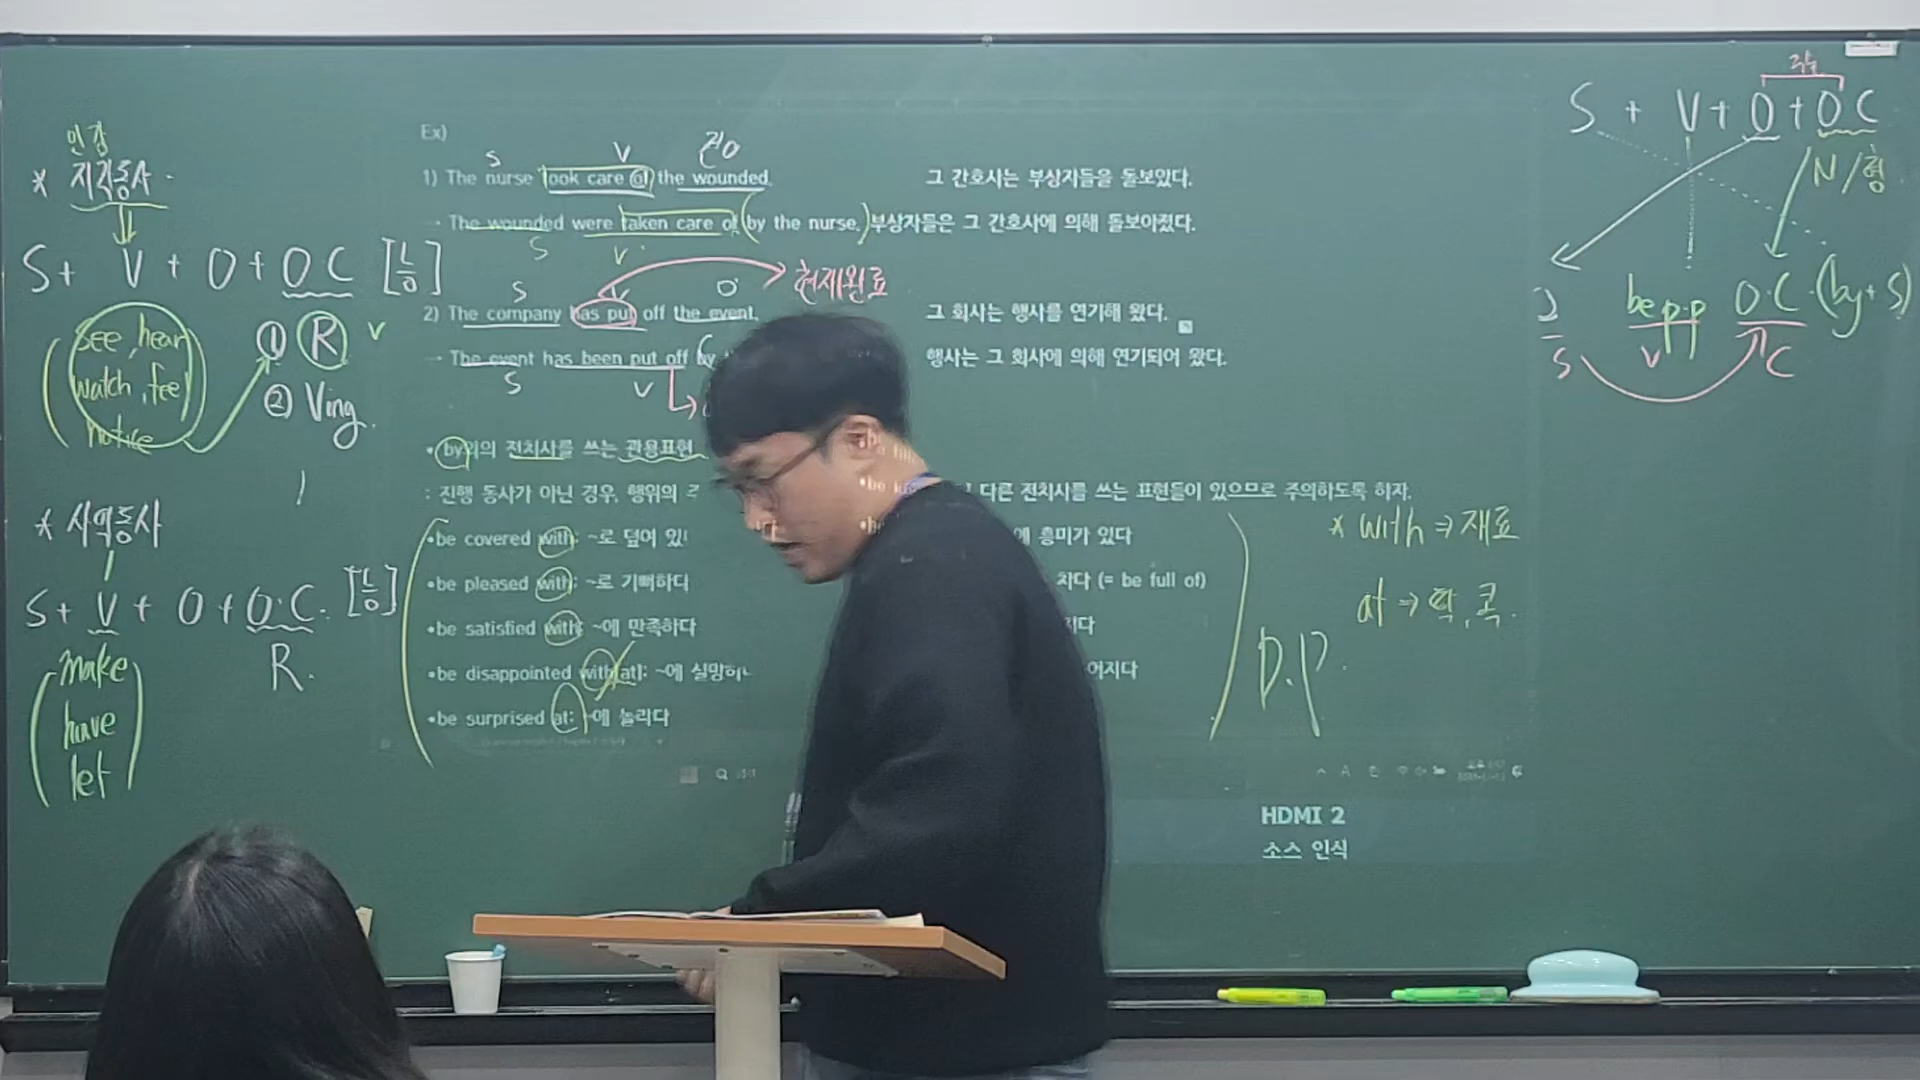 인강
* 지각동사
S + V + O + O C [능]
see, hear
watch, feel
notice
① R v
② Ving.
* 사역동사
S + V + O + O·C. [능]
R.
make
have
let
Ex)
S V 전O
1) The nurse took care of the wounded. 그 간호사는 부상자들을 돌보았다.
→ The wounded were taken care of (by the nurse.) 부상자들은 그 간호사에 의해 돌보아졌다.
S V
S V O 현재완료
2) The company has put off the event. 그 회사는 행사를 연기해 왔다.
→ The event has been put off by 행사는 그 회사에 의해 연기되어 왔다.
S V
•by외의 전치사를 쓰는 관용표현
: 진행 동사가 아닌 경우, 행위의 다른 전치사를 쓰는 표현들이 있으므로 주의하도록 하자.
•be covered with: ~로 덮여 있 에 흥미가 있다
•be pleased with: ~로 기뻐하다 차다 (= be full of)
•be satisfied with: ~에 만족하다
•be disappointed with[at]: ~에 실망하 어지다
•be surprised at: ~에 놀라다
* with ⇒ 재료
at → 확, 콕.
D.P.
S + V + O + O C
N / 형
be p.p O·C (by + S)
S V C
HDMI 2
소스 인식